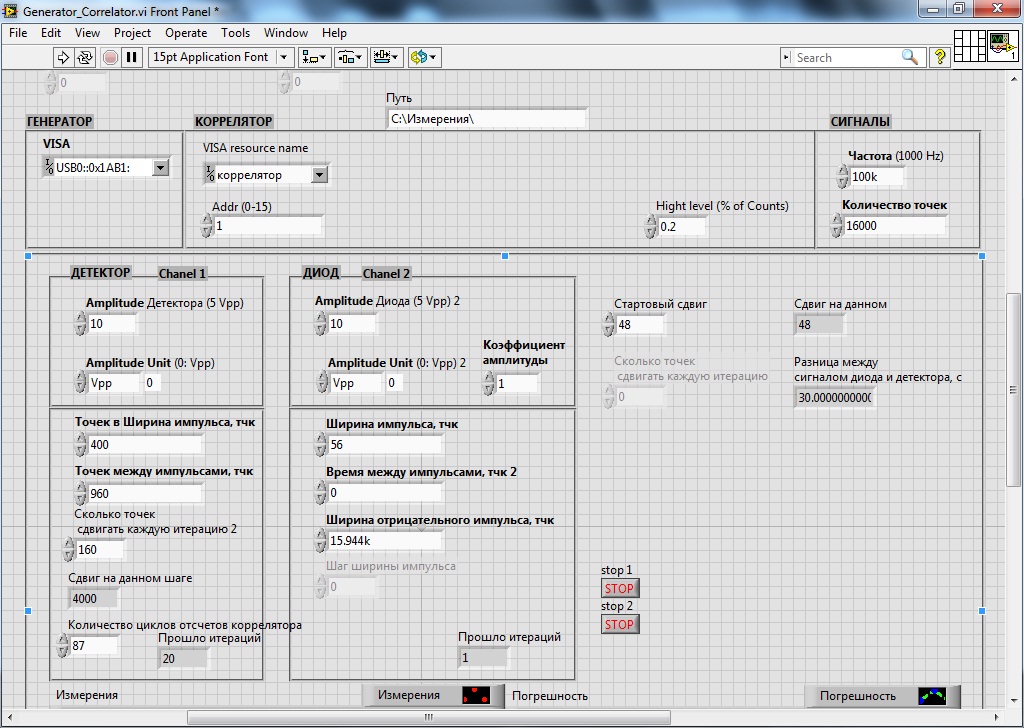 Generator_Correlator.vi Front Panel *
File Edit View Project Operate Tools Window Help
15pt Application Font
Search
?
1
0
0
Путь
C:\Измерения\
ГЕНЕРАТОР
КОРРЕЛЯТОР
СИГНАЛЫ
VISA
USB0::0x1AB1:
VISA resource name
коррелятор
Addr (0-15)
1
Hight level (% of Counts)
0.2
Частота (1000 Hz)
100k
Количество точек
16000
ДЕТЕКТОР Chanel 1
Amplitude Детектора (5 Vpp)
10
Amplitude Unit (0: Vpp)
Vpp 0
Точек в Ширина импульса, тчк
400
Точек между импульсами, тчк
960
Сколько точек
сдвигать каждую итерацию 2
160
Сдвиг на данном шаге
4000
Количество циклов отсчетов коррелятора
87
Прошло итераций
20
ДИОД Chanel 2
Amplitude Диода (5 Vpp) 2
10
Amplitude Unit (0: Vpp) 2
Vpp 0
Коэффициент
амплитуды
1
Ширина импульса, тчк
56
Время между импульсами, тчк 2
0
Ширина отрицательного импульса, тчк
15.944k
Шаг ширины импульса
0
Прошло итераций
1
Стартовый сдвиг
48
Сколько точек
сдвигать каждую итерацию
0
Сдвиг на данном
48
Разница между
сигналом диода и детектора, с
30.0000000000
stop 1
STOP
stop 2
STOP
Измерения
Измерения
Погрешность
Погрешность